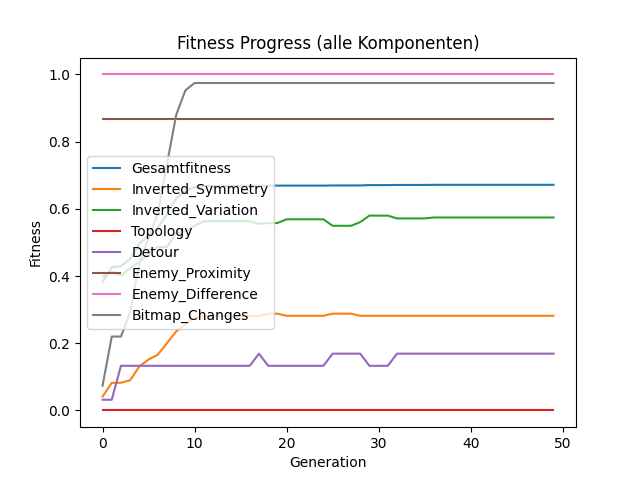 Fitness Progress (alle Komponenten)
Fitness
1.0
0.8
0.6
0.4
0.2
0.0
Gesamtfitness
Inverted_Symmetry
Inverted_Variation
Topology
Detour
Enemy_Proximity
Enemy_Difference
Bitmap_Changes
0
10
20
30
40
50
Generation